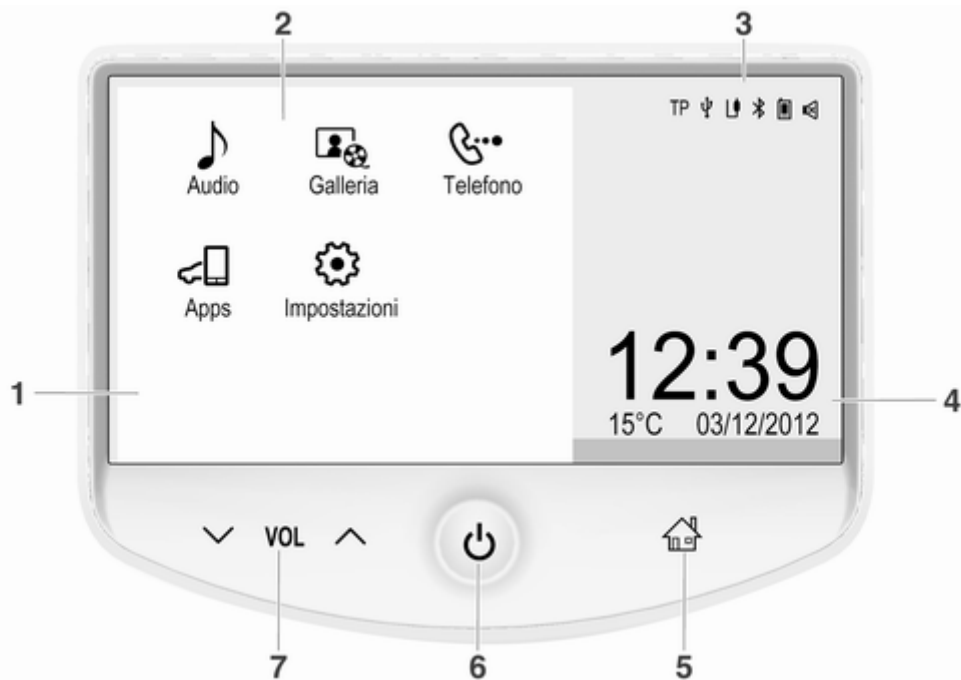 2 3
TP
Audio Galleria Telefono
Apps Impostazioni
12:39
1 4
15°C 03/12/2012
VOL
7 6 5